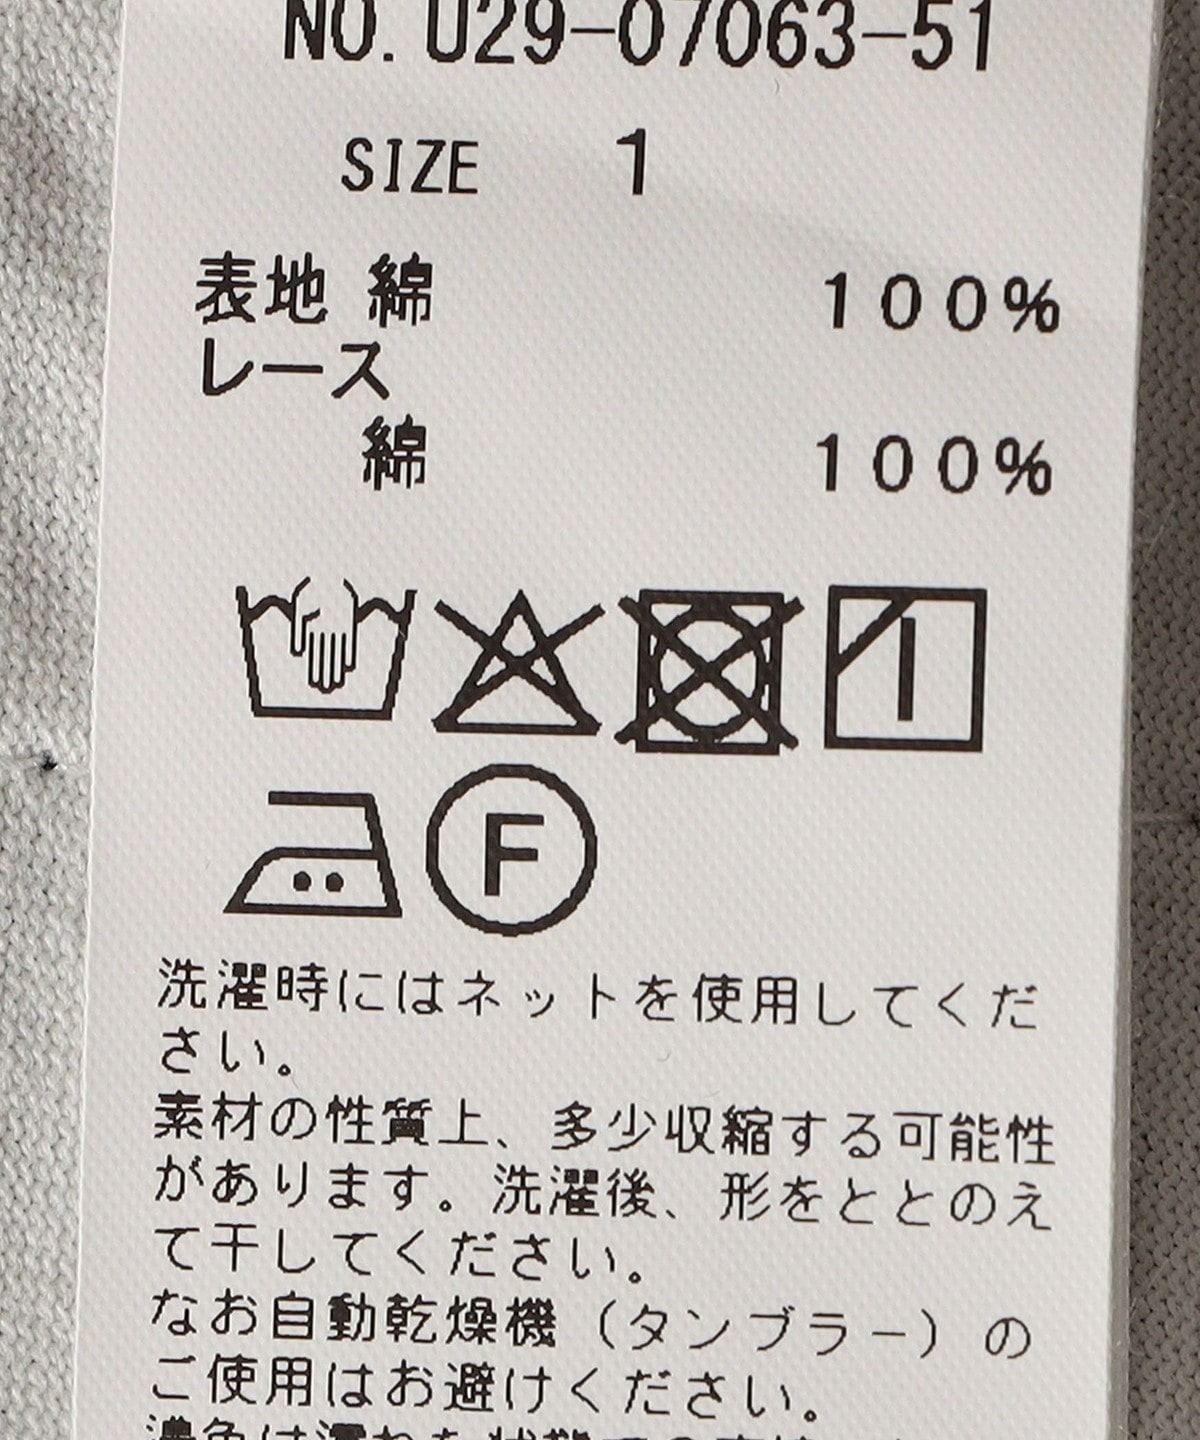 NO. U29-07063-51
SIZE 1
表地 綿 100%
レース
綿 100%
F
洗濯時にはネットを使用してくだ
さい。
素材の性質上、多少収縮する可能性
があります。洗濯後、形をととのえ
て干してください。
なお自動乾燥機（タンブラー）の
ご使用はお避けください。